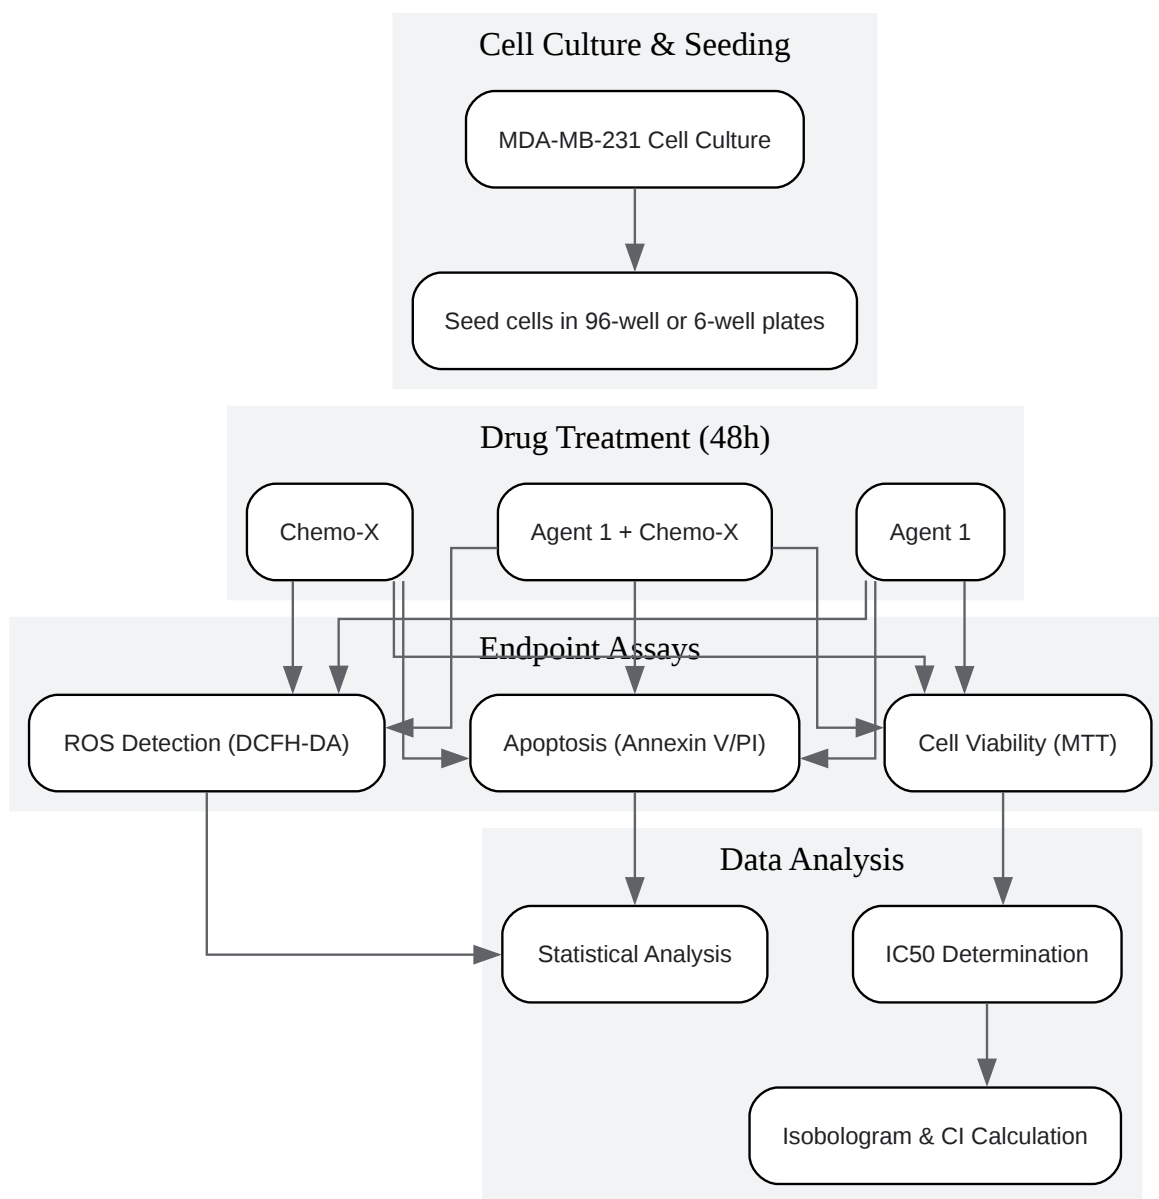 Cell Culture & Seeding
MDA-MB-231 Cell Culture
Seed cells in 96-well or 6-well plates
Drug Treatment (48h)
Chemo-X
Agent 1 + Chemo-X
Agent 1
Endpoint Assays
ROS Detection (DCFH-DA)
Apoptosis (Annexin V/PI)
Cell Viability (MTT)
Data Analysis
Statistical Analysis
IC50 Determination
Isobologram & CI Calculation